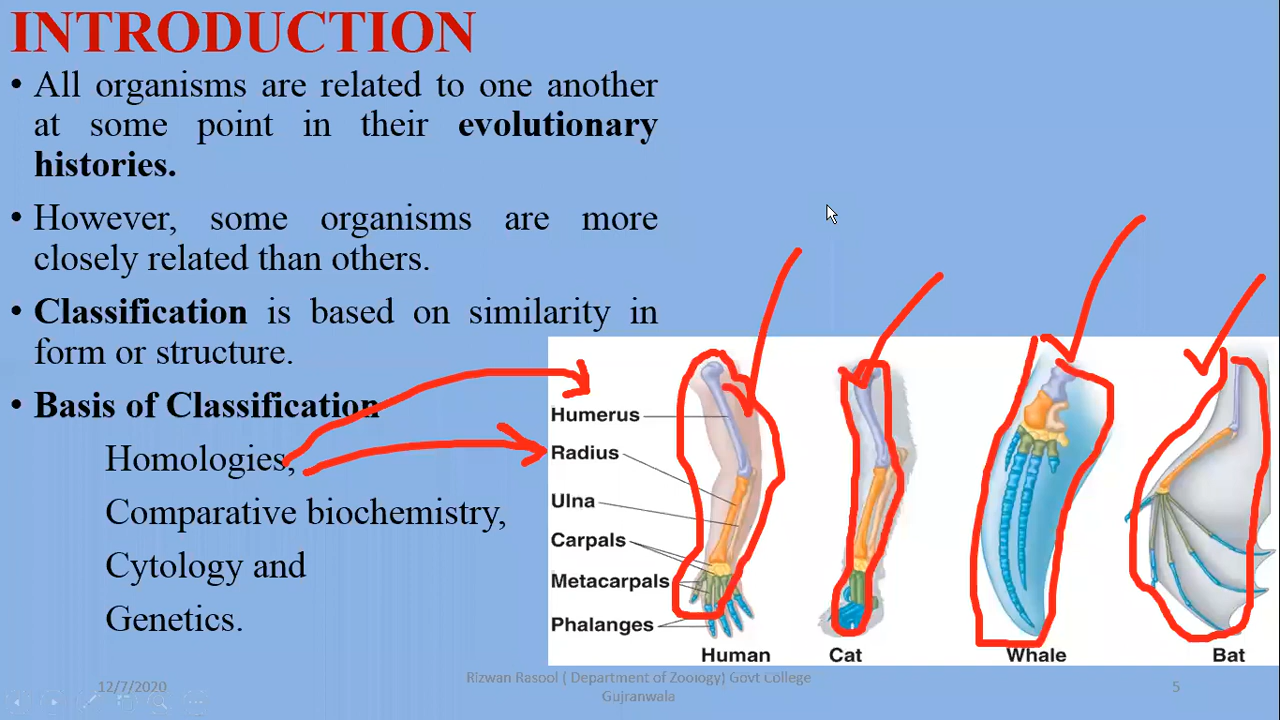 INTRODUCTION
• All organisms are related to one another
at some point in their evolutionary
histories.
• However, some organisms are more
closely related than others.
• Classification is based on similarity in
form or structure.
• Basis of Classification
Homologies,
Comparative biochemistry,
Cytology and
Genetics.
Humerus
Radius
Ulna
Carpals
Metacarpals
Phalanges
Human
Cat
Whale
Bat
12/7/2020
Rizwan Rasool ( Department of Zoology) Govt College
Gujranwala
5